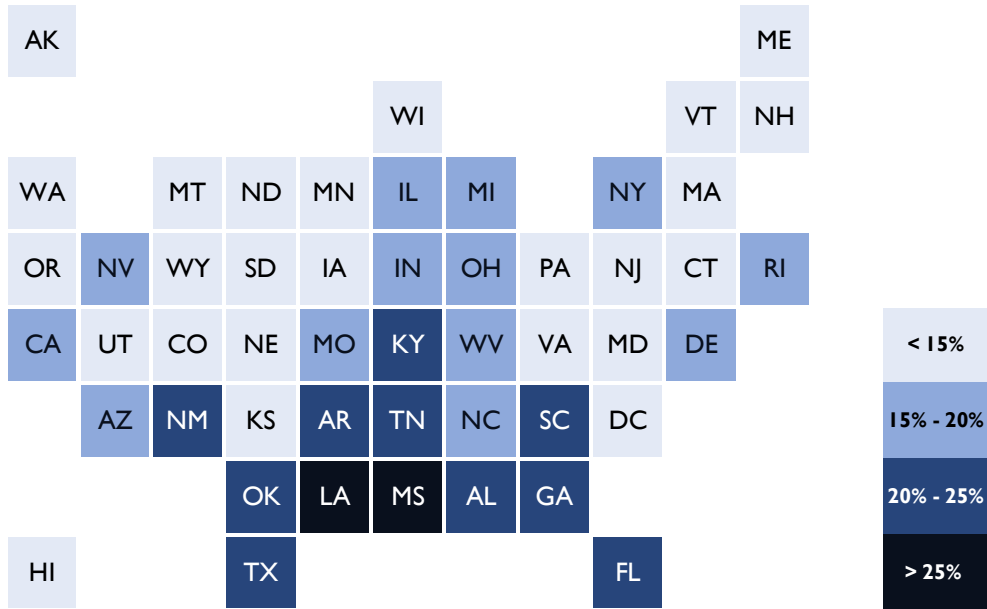 AK ME
WI VT NH
WA MT ND MN IL MI NY MA
OR NV WY SD IA IN OH PA NJ CT RI
CA UT CO NE MO KY WV VA MD DE < 15%
AZ NM KS AR TN NC SC DC 15% - 20%
OK LA MS AL GA 20% - 25%
HI TX FL > 25%